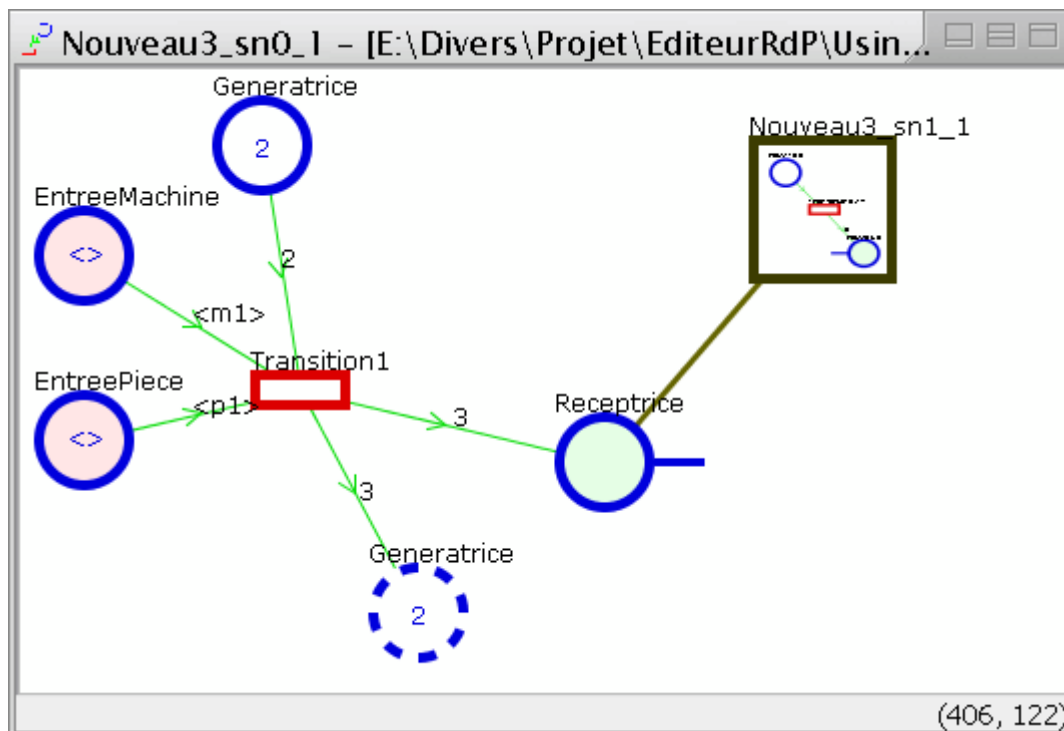 Nouveau3_sn0_1 – [E:\Divers\Projet\EditeurRdP\Usin...
Generatrice
2
Nouveau3_sn1_1
EntreeMachine
<>
2
<m1>
Transition1
EntreePiece
<>
<p1>
Receptrice
3
3
Generatrice
2
(406, 122)